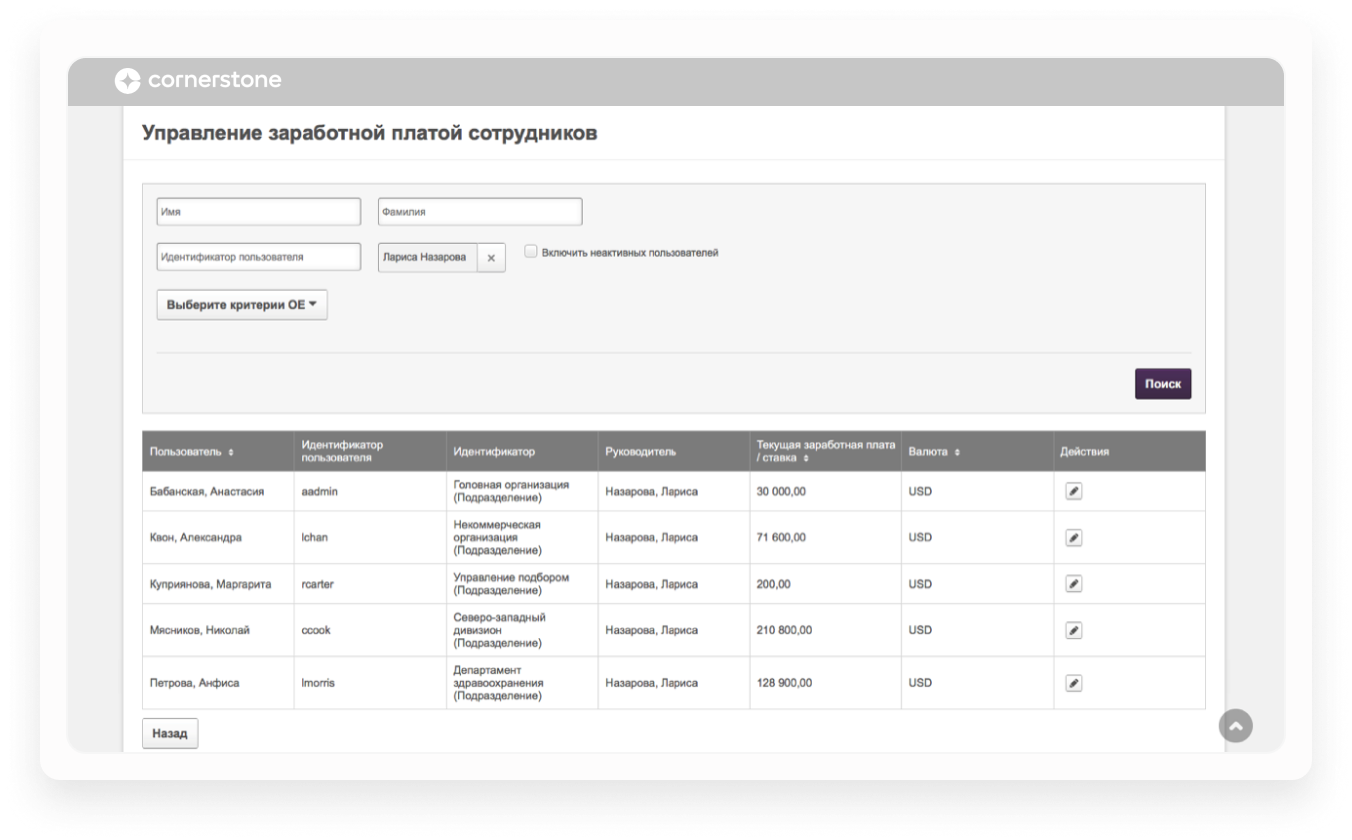 cornerstone
Управление заработной платой сотрудников
Имя
Фамилия
Идентификатор пользователя
Лариса Назарова
×
Включить неактивных пользователей
Выберите критерии ОЕ
Поиск
Пользователь
Идентификатор
пользователя
Идентификатор
Руководитель
Текущая заработная плата
/ ставка
Валюта
Действия
Бабанская, Анастасия
aadmin
Головная организация
(Подразделение)
Назарова, Лариса
30 000,00
USD
Квон, Александра
lchan
Некоммерческая
организация
(Подразделение)
Назарова, Лариса
71 600,00
USD
Куприянова, Маргарита
rcarter
Управление подбором
(Подразделение)
Назарова, Лариса
200,00
USD
Мясников, Николай
ccook
Северо-западный
дивизион
(Подразделение)
Назарова, Лариса
210 800,00
USD
Петрова, Анфиса
lmorris
Департамент
здравоохранения
(Подразделение)
Назарова, Лариса
128 900,00
USD
Назад